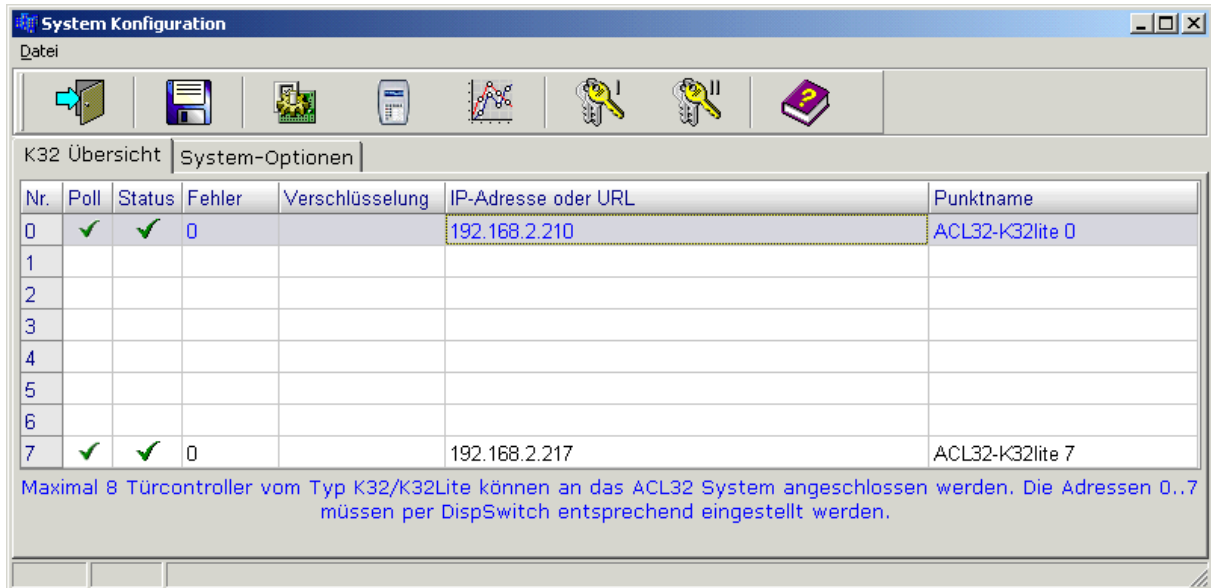 System Konfiguration
Datei
I II
K32 Übersicht System-Optionen
Nr. Poll Status Fehler Verschlüsselung IP-Adresse oder URL Punktname
0 0 192.168.2.210 ACL32-K32lite 0
1
2
3
4
5
6
7 0 192.168.2.217 ACL32-K32lite 7
Maximal 8 Türcontroller vom Typ K32/K32Lite können an das ACL32 System angeschlossen werden. Die Adressen 0..7
müssen per DispSwitch entsprechend eingestellt werden.